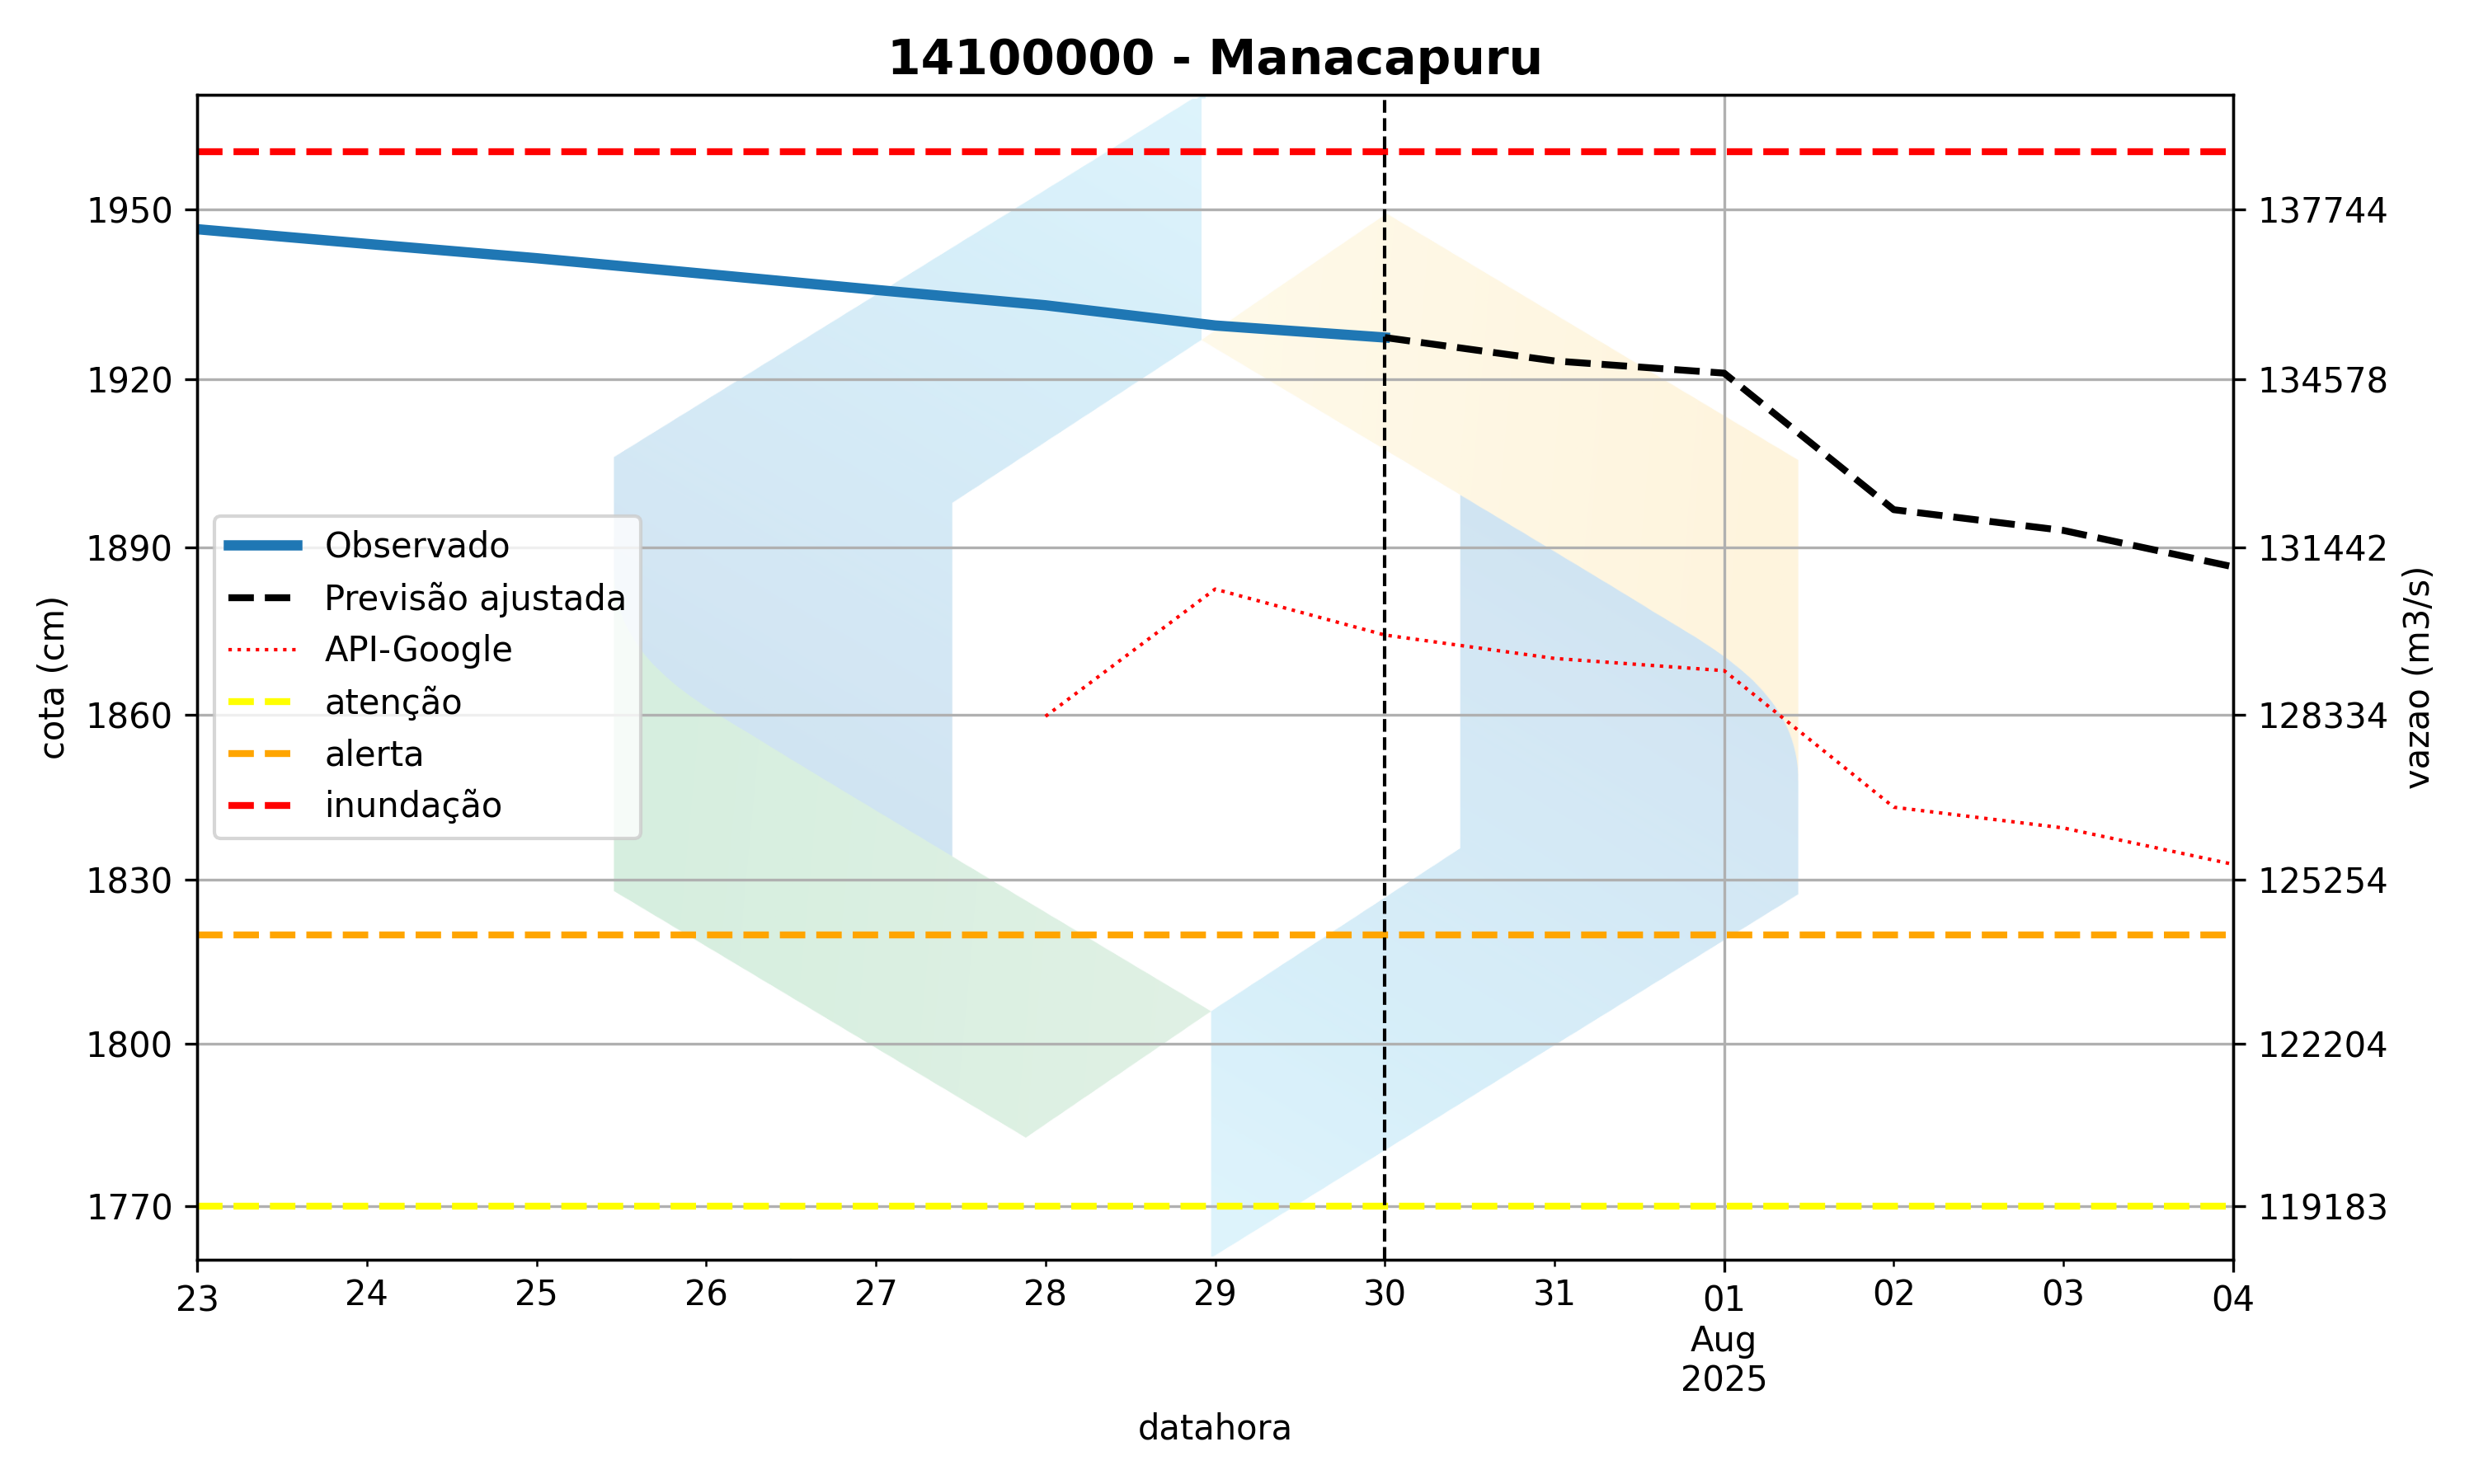 14100000 - Manacapuru
cota (cm)
1950
1920
1890
1860
1830
1800
1770
Observado
Previsão ajustada
API-Google
atenção
alerta
inundação
137744
134578
131442
128334
125254
122204
119183
vazao (m3/s)
23 24 25 26 27 28 29 30 31 01 02 03 04
Aug
2025
datahora